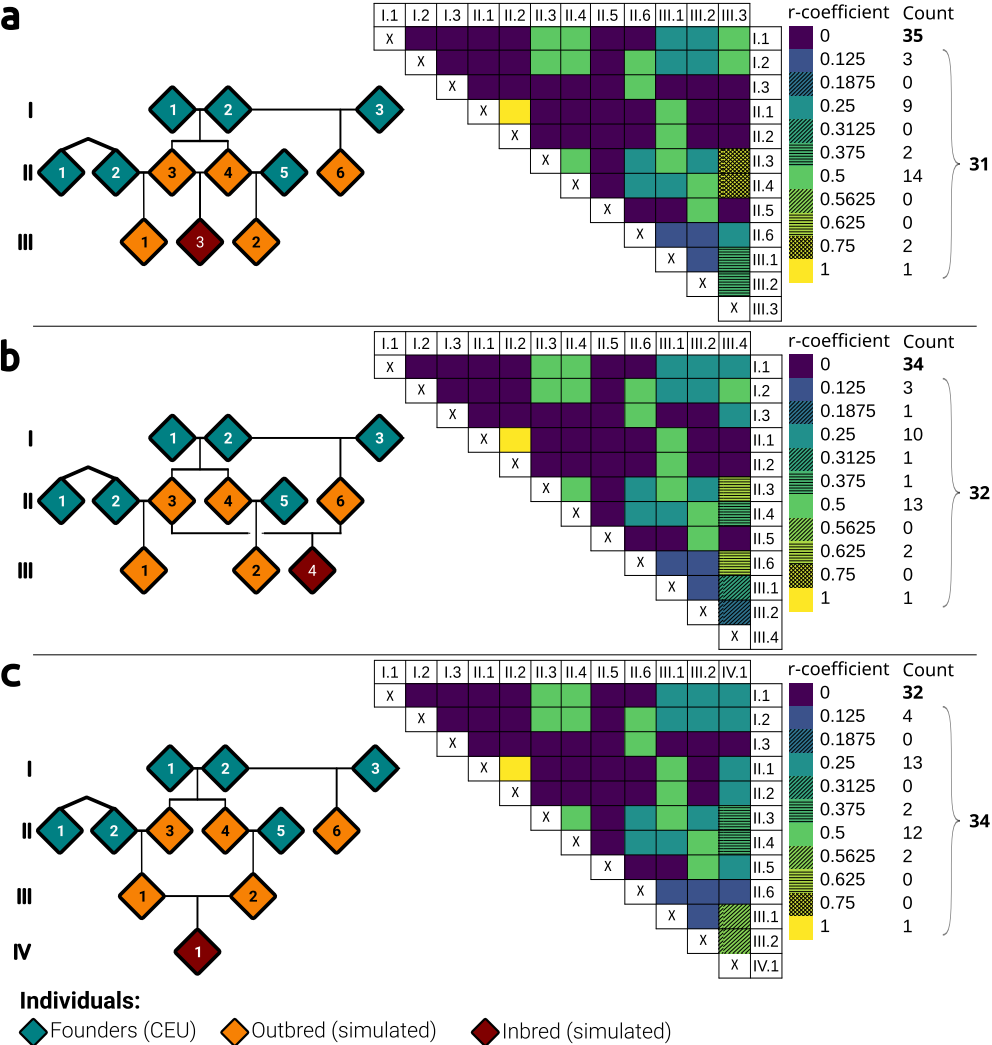 a
I.1 I.2 I.3 II.1 II.2 II.3 II.4 II.5 II.6 III.1 III.2 III.3
r-coefficient Count
X I.1
X I.2
X I.3
X II.1
X II.2
X II.3
X II.4
X II.5
X II.6
X III.1
X III.2
X III.3
0 35
0.125 3
0.1875 0
0.25 9
0.3125 0
0.375 2
0.5 14
0.5625 0
0.625 0
0.75 2
1 1
31
I 1 2 3
II 1 2 3 4 5 6
III 1 3 2
b
I.1 I.2 I.3 II.1 II.2 II.3 II.4 II.5 II.6 III.1 III.2 III.4
r-coefficient Count
X I.1
X I.2
X I.3
X II.1
X II.2
X II.3
X II.4
X II.5
X II.6
X III.1
X III.2
X III.4
0 34
0.125 3
0.1875 1
0.25 10
0.3125 1
0.375 1
0.5 13
0.5625 0
0.625 2
0.75 0
1 1
32
I 1 2 3
II 1 2 3 4 5 6
III 1 2 4
c
I.1 I.2 I.3 II.1 II.2 II.3 II.4 II.5 II.6 III.1 III.2 IV.1
r-coefficient Count
X I.1
X I.2
X I.3
X II.1
X II.2
X II.3
X II.4
X II.5
X II.6
X III.1
X III.2
X IV.1
0 32
0.125 4
0.1875 0
0.25 13
0.3125 0
0.375 2
0.5 12
0.5625 2
0.625 0
0.75 0
1 1
34
I 1 2 3
II 1 2 3 4 5 6
III 1 2
IV 1
Individuals:
Founders (CEU) Outbred (simulated) Inbred (simulated)